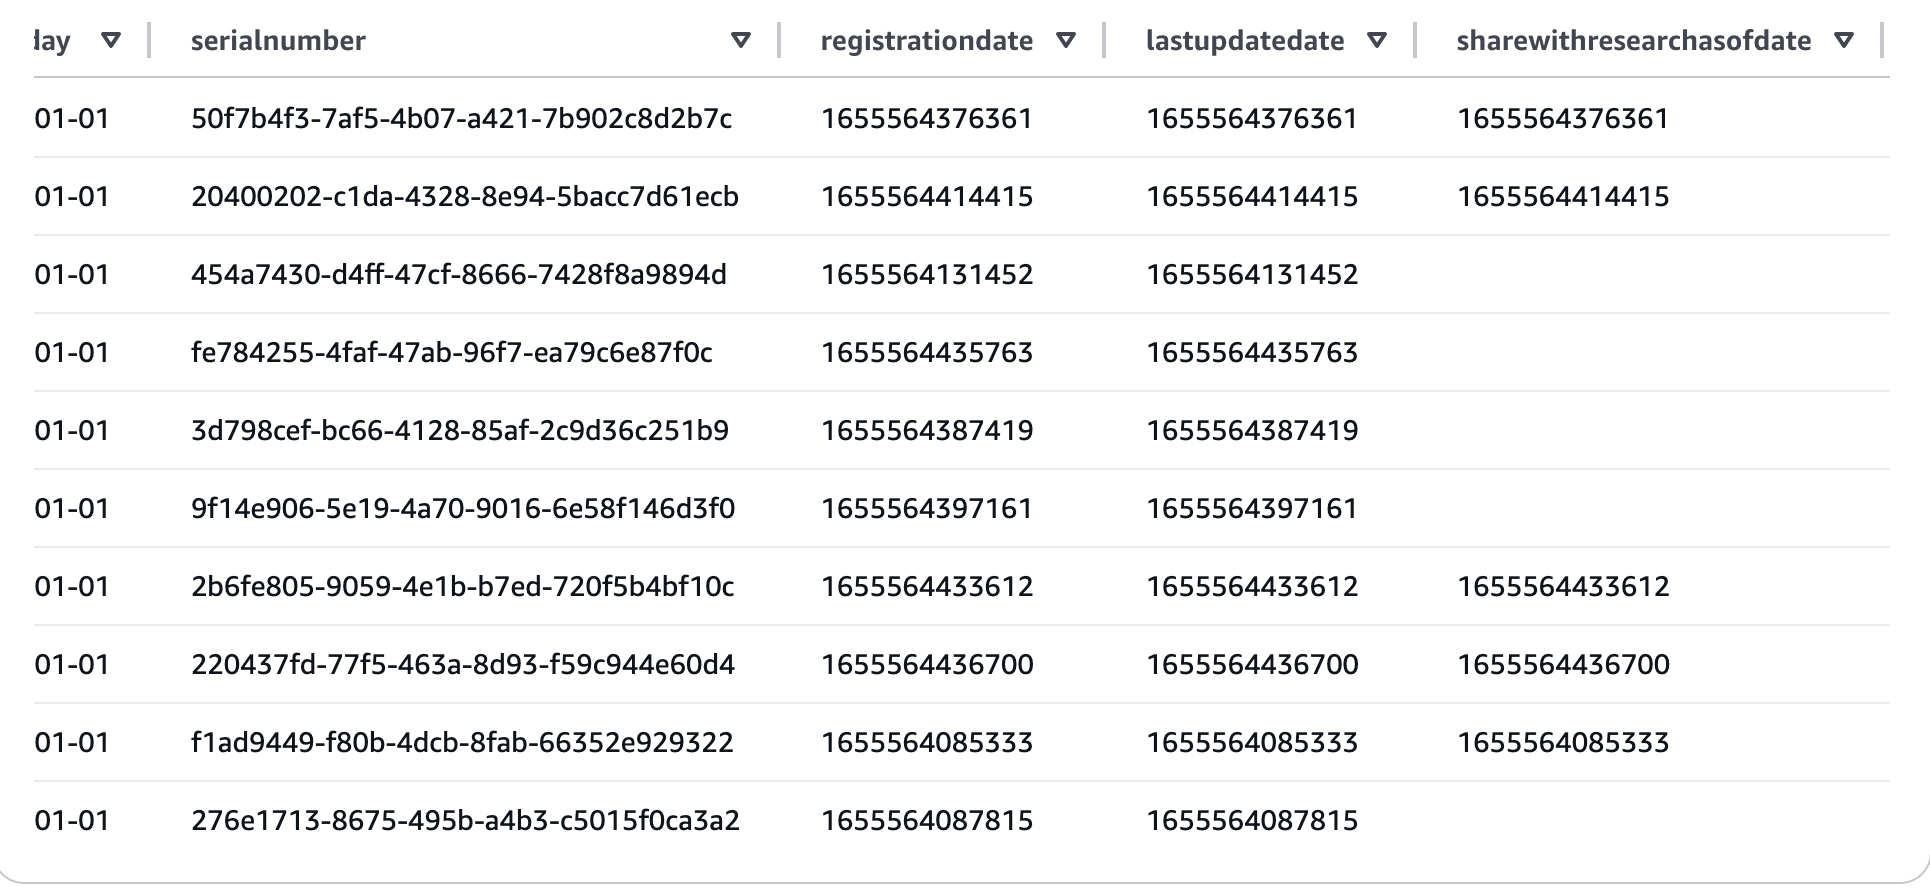 day serialnumber registrationdate lastupdatedate sharewithresearchasofdate
01-01 50f7b4f3-7af5-4b07-a421-7b902c8d2b7c 1655564376361 1655564376361 1655564376361
01-01 20400202-c1da-4328-8e94-5bacc7d61ecb 1655564414415 1655564414415 1655564414415
01-01 454a7430-d4ff-47cf-8666-7428f8a9894d 1655564131452 1655564131452
01-01 fe784255-4faf-47ab-96f7-ea79c6e87f0c 1655564435763 1655564435763
01-01 3d798cef-bc66-4128-85af-2c9d36c251b9 1655564387419 1655564387419
01-01 9f14e906-5e19-4a70-9016-6e58f146d3f0 1655564397161 1655564397161
01-01 2b6fe805-9059-4e1b-b7ed-720f5b4bf10c 1655564433612 1655564433612 1655564433612
01-01 220437fd-77f5-463a-8d93-f59c944e60d4 1655564436700 1655564436700 1655564436700
01-01 f1ad9449-f80b-4dcb-8fab-66352e929322 1655564085333 1655564085333 1655564085333
01-01 276e1713-8675-495b-a4b3-c5015f0ca3a2 1655564087815 1655564087815